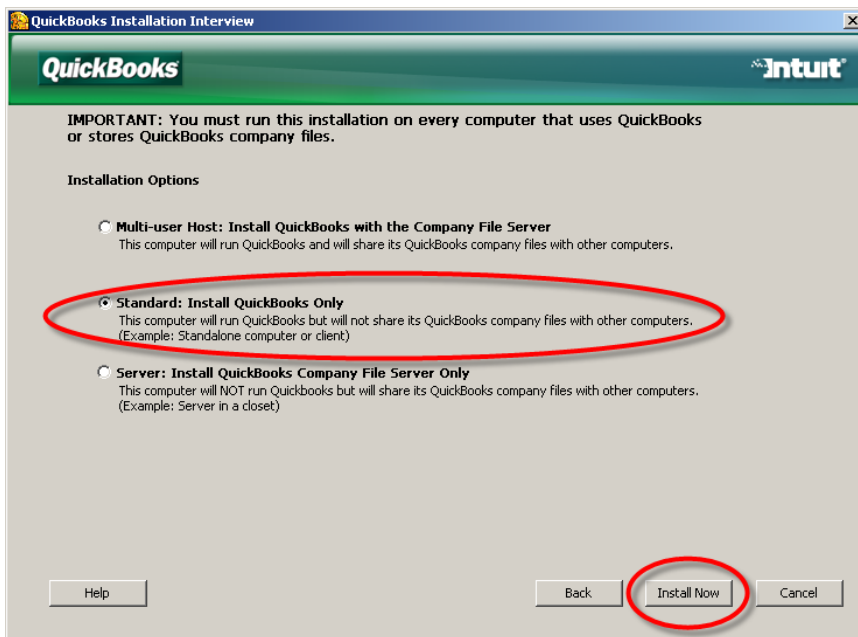 QuickBooks Installation Interview
QuickBooks
Intuit
IMPORTANT: You must run this installation on every computer that uses QuickBooks
or stores QuickBooks company files.
Installation Options
Multi-user Host: Install QuickBooks with the Company File Server
This computer will run QuickBooks and will share its QuickBooks company files with other computers.
Standard: Install QuickBooks Only
This computer will run QuickBooks but will not share its QuickBooks company files with other computers.
(Example: Standalone computer or client)
Server: Install QuickBooks Company File Server Only
This computer will NOT run Quickbooks but will share its QuickBooks company files with other computers.
(Example: Server in a closet)
Help
Back
Install Now
Cancel